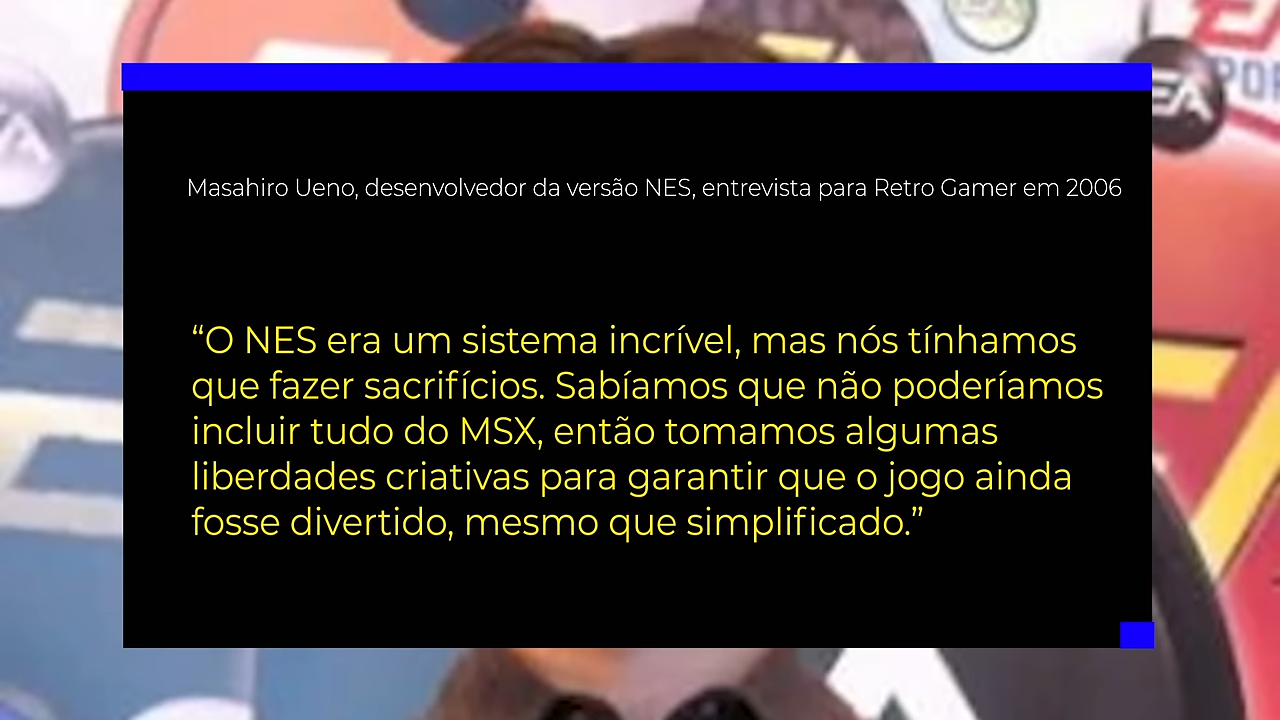 EA
Masahiro Ueno, desenvolvedor da versão NES, entrevista para Retro Gamer em 2006
“O NES era um sistema incrível, mas nós tínhamos
que fazer sacrifícios. Sabíamos que não poderíamos
incluir tudo do MSX, então tomamos algumas
liberdades criativas para garantir que o jogo ainda
fosse divertido, mesmo que simplificado.”